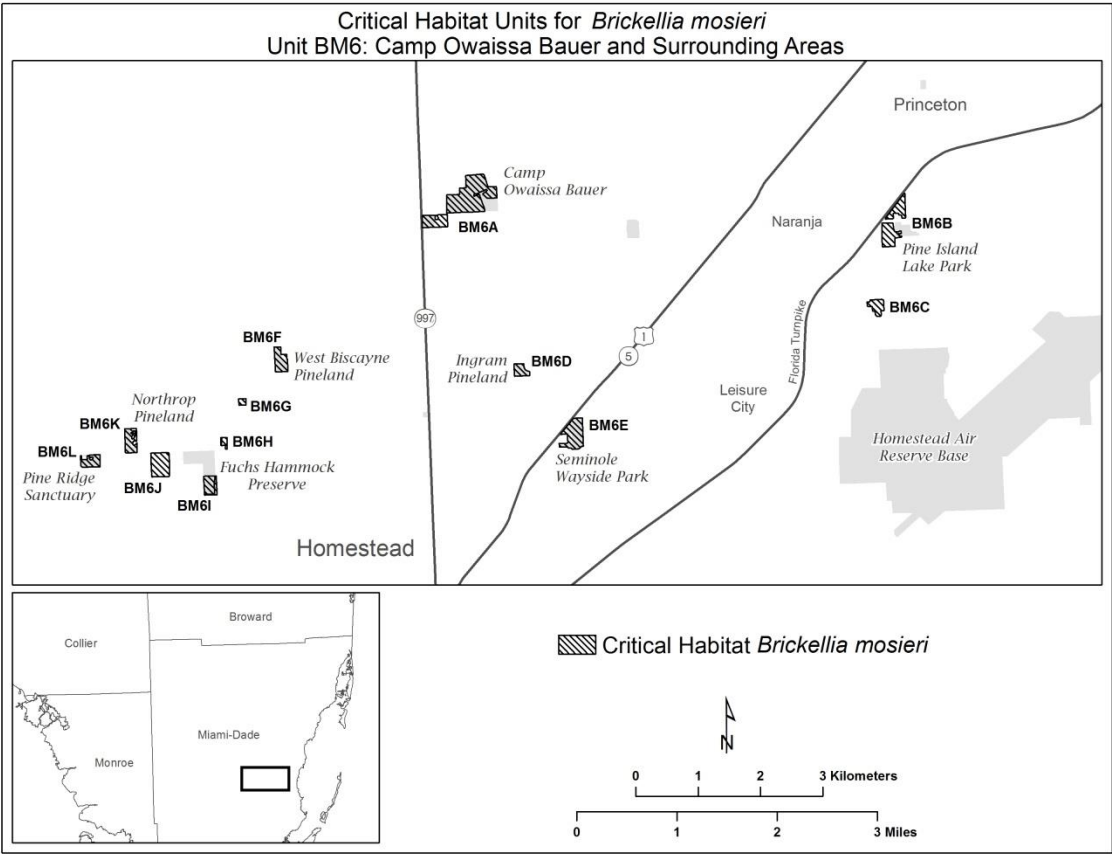 Critical Habitat Units for Brickellia mosieri
Unit BM6: Camp Owaissa Bauer and Surrounding Areas
Princeton
Camp
Owaissa Bauer
BM6A
Naranja
BM6B
Pine Island
Lake Park
BM6C
997
BM6F
West Biscayne
Pineland
Ingram
Pineland
BM6D
1
5
Florida Turnpike
Leisure
City
Northrop
Pineland
BM6G
BM6K
BM6H
BM6E
Seminole
Wayside Park
Homestead Air
Reserve Base
BM6L
Pine Ridge
Sanctuary
BM6J
Fuchs Hammock
Preserve
BM6I
Homestead
Broward
Collier
Miami-Dade
Monroe
Critical Habitat Brickellia mosieri
N
0 1 2 3 Kilometers
0 1 2 3 Miles